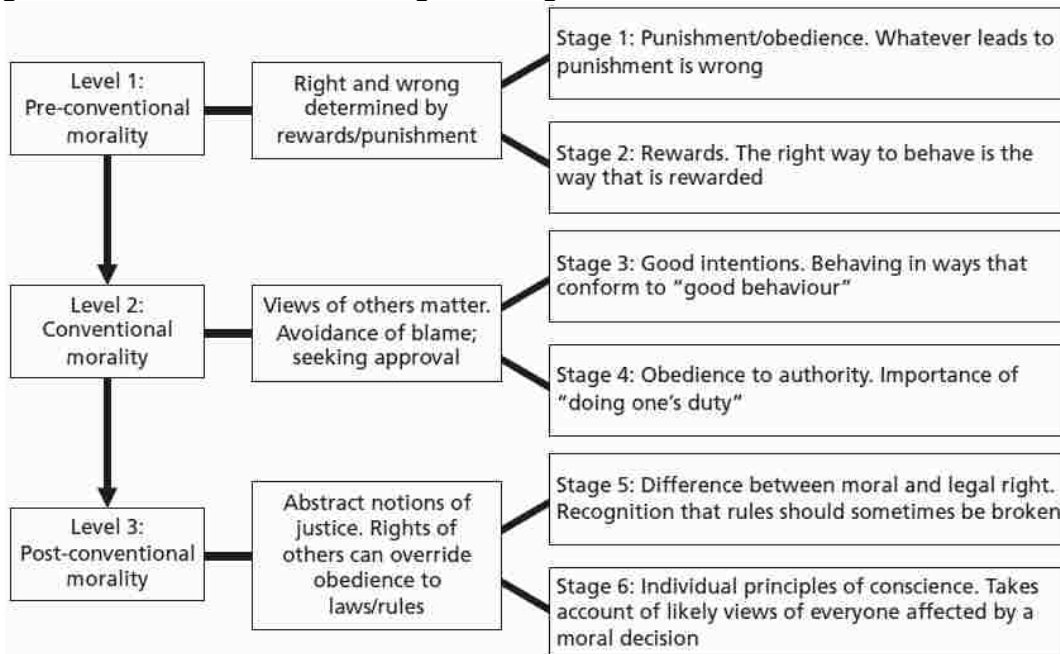 Level 1:
Pre-conventional
morality
Right and wrong
determined by
rewards/punishment
Stage 1: Punishment/obedience. Whatever leads to
punishment is wrong
Stage 2: Rewards. The right way to behave is the
way that is rewarded
Level 2:
Conventional
morality
Views of others matter.
Avoidance of blame;
seeking approval
Stage 3: Good intentions. Behaving in ways that
conform to “good behaviour”
Stage 4: Obedience to authority. Importance of
“doing one’s duty”
Level 3:
Post-conventional
morality
Abstract notions of
justice. Rights of
others can override
obedience to
laws/rules
Stage 5: Difference between moral and legal right.
Recognition that rules should sometimes be broken
Stage 6: Individual principles of conscience. Takes
account of likely views of everyone affected by a
moral decision